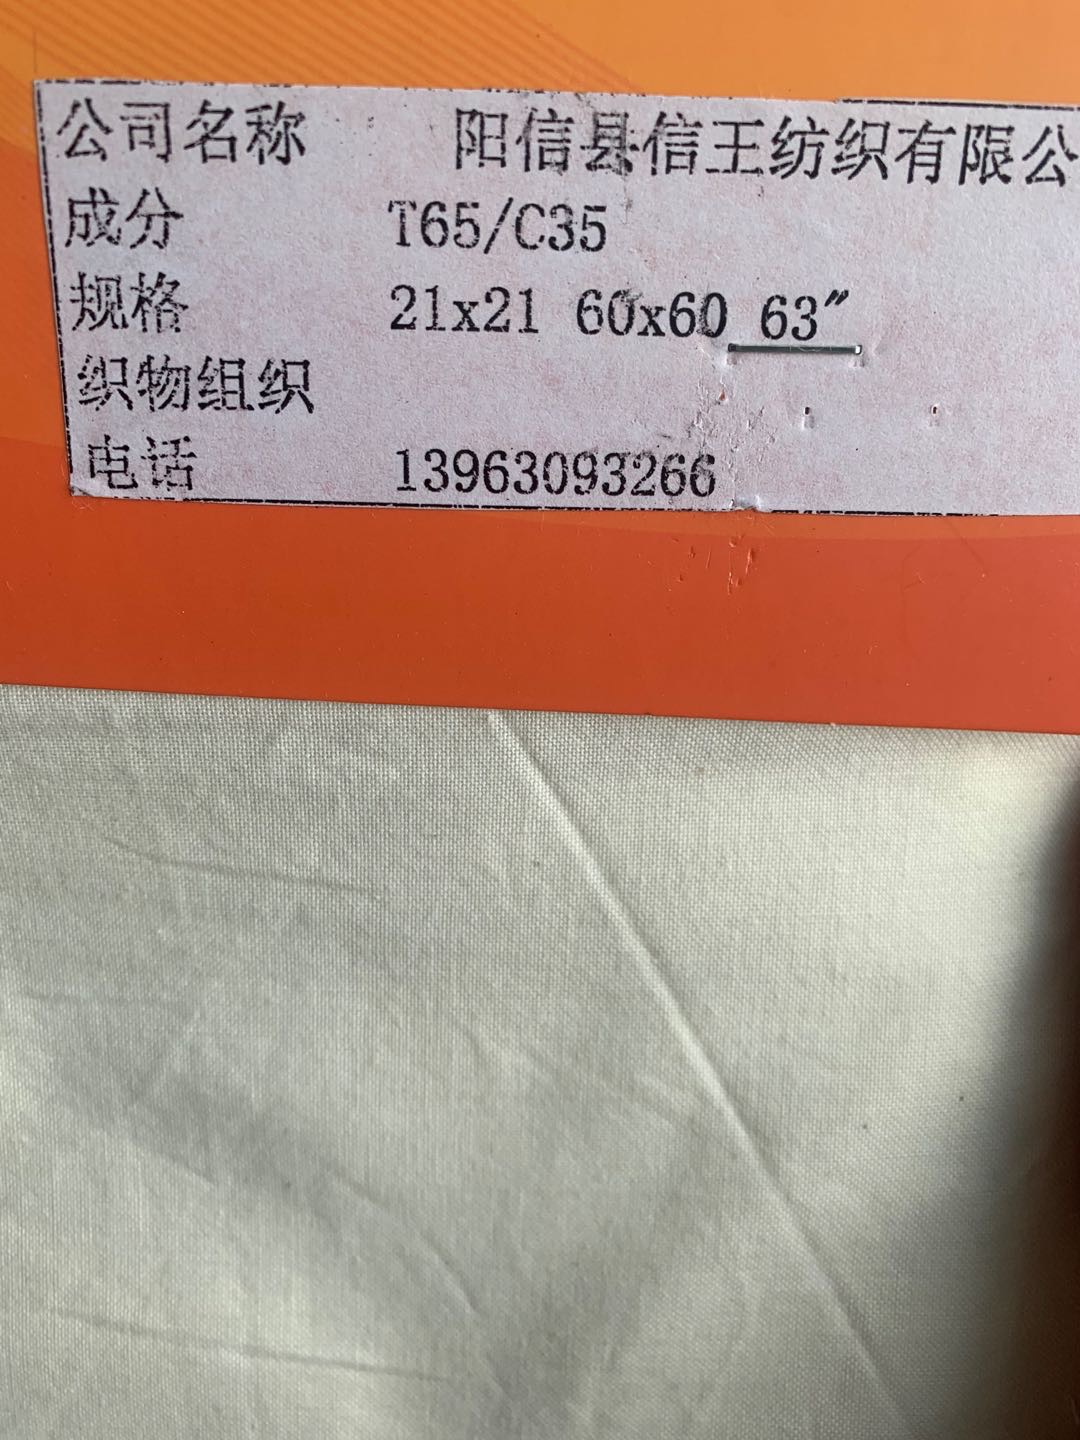 公司名称 阳信县信王纺织有限公
成分 T65/C35
规格 21x21 60x60 63"
织物组织
电话 13963093266